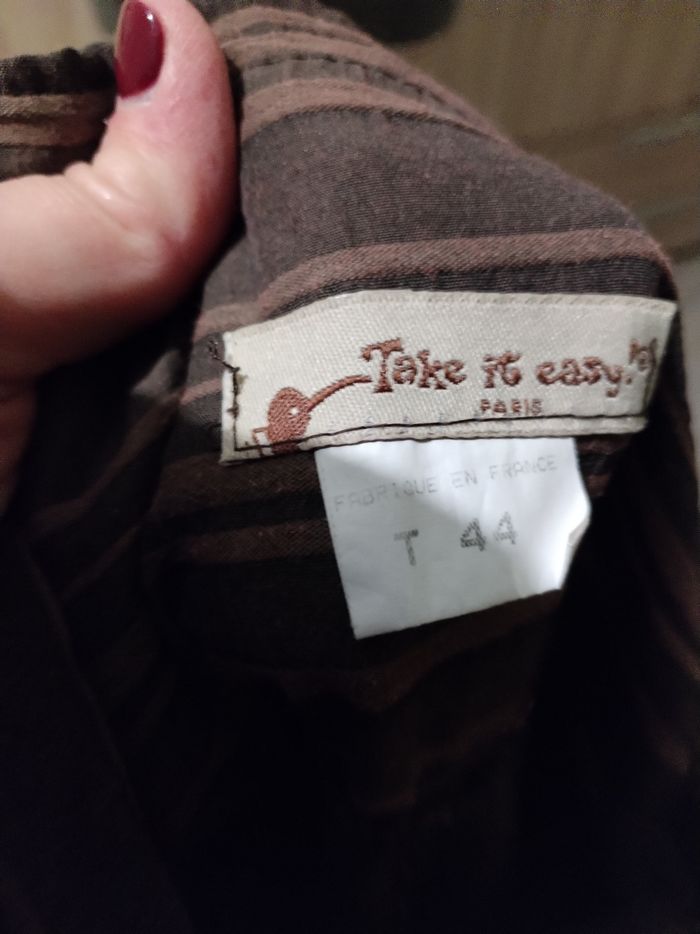 Take it easy!
PARIS
FABRIQUE EN FRANCE
T 44